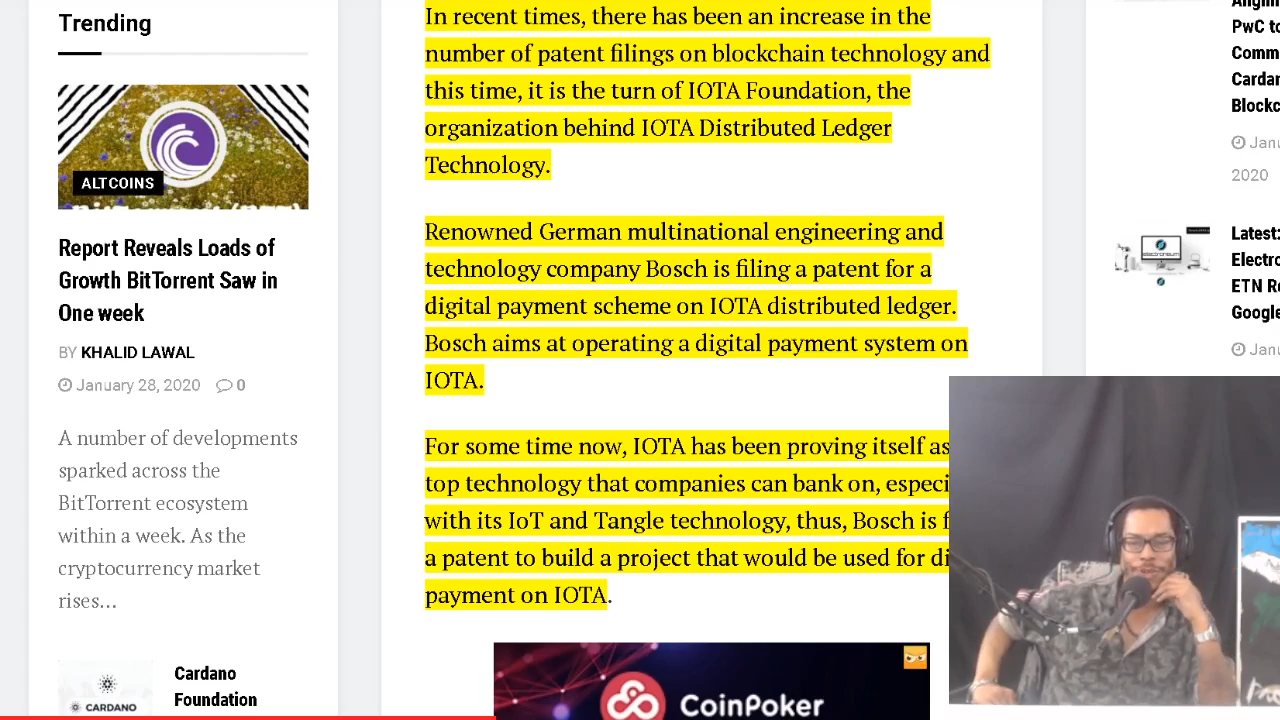 Trending
ALTCOINS
Report Reveals Loads of
Growth BitTorrent Saw in
One week
BY KHALID LAWAL
January 28, 2020 0
A number of developments
sparked across the
BitTorrent ecosystem
within a week. As the
cryptocurrency market
rises...
CARDANO
Cardano
Foundation
In recent times, there has been an increase in the
number of patent filings on blockchain technology and
this time, it is the turn of IOTA Foundation, the
organization behind IOTA Distributed Ledger
Technology.
Renowned German multinational engineering and
technology company Bosch is filing a patent for a
digital payment scheme on IOTA distributed ledger.
Bosch aims at operating a digital payment system on
IOTA.
For some time now, IOTA has been proving itself as
top technology that companies can bank on, especi
with its IoT and Tangle technology, thus, Bosch is f
a patent to build a project that would be used for di
payment on IOTA.
CoinPoker
PwC to
Comm
Cardan
Blockc
Janu
2020
electroneum
Latest:
Electro
ETN Re
Google
Janu